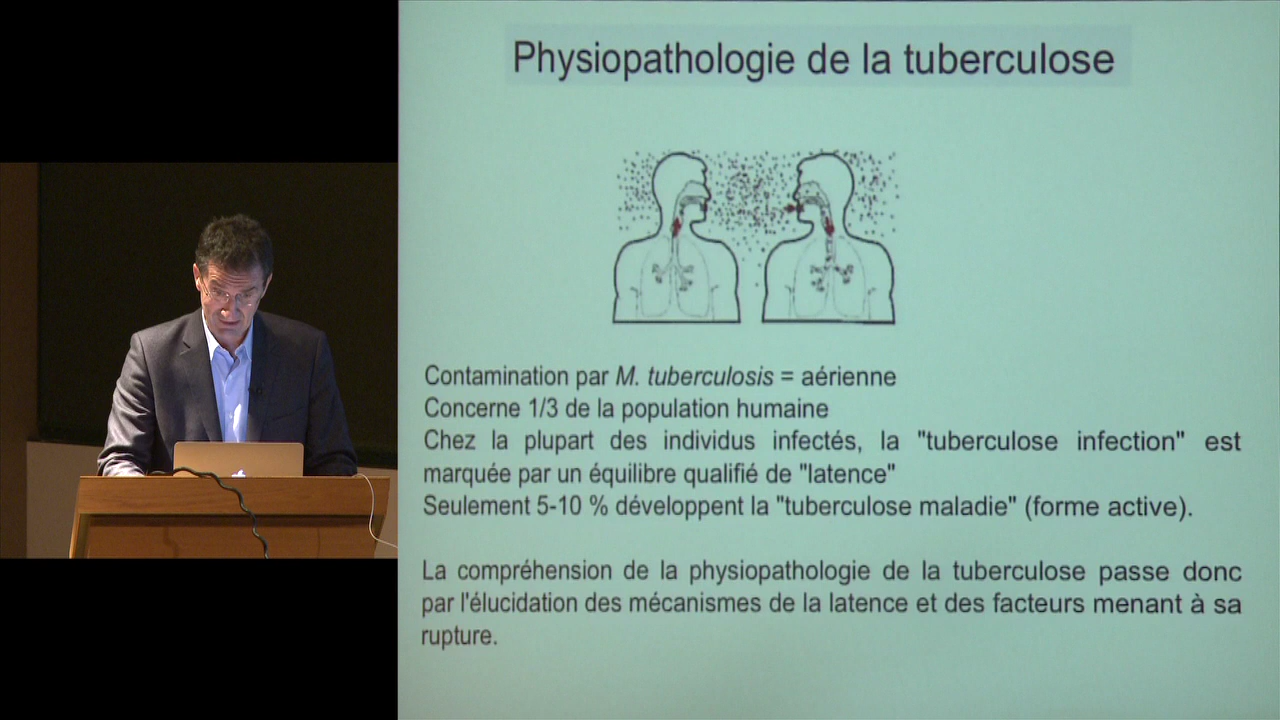 Physiopathologie de la tuberculose
Contamination par M. tuberculosis = aérienne
Concerne 1/3 de la population humaine
Chez la plupart des individus infectés, la "tuberculose infection" est
marquée par un équilibre qualifié de "latence"
Seulement 5-10 % développent la "tuberculose maladie" (forme active).
La compréhension de la physiopathologie de la tuberculose passe donc
par l'élucidation des mécanismes de la latence et des facteurs menant à sa
rupture.